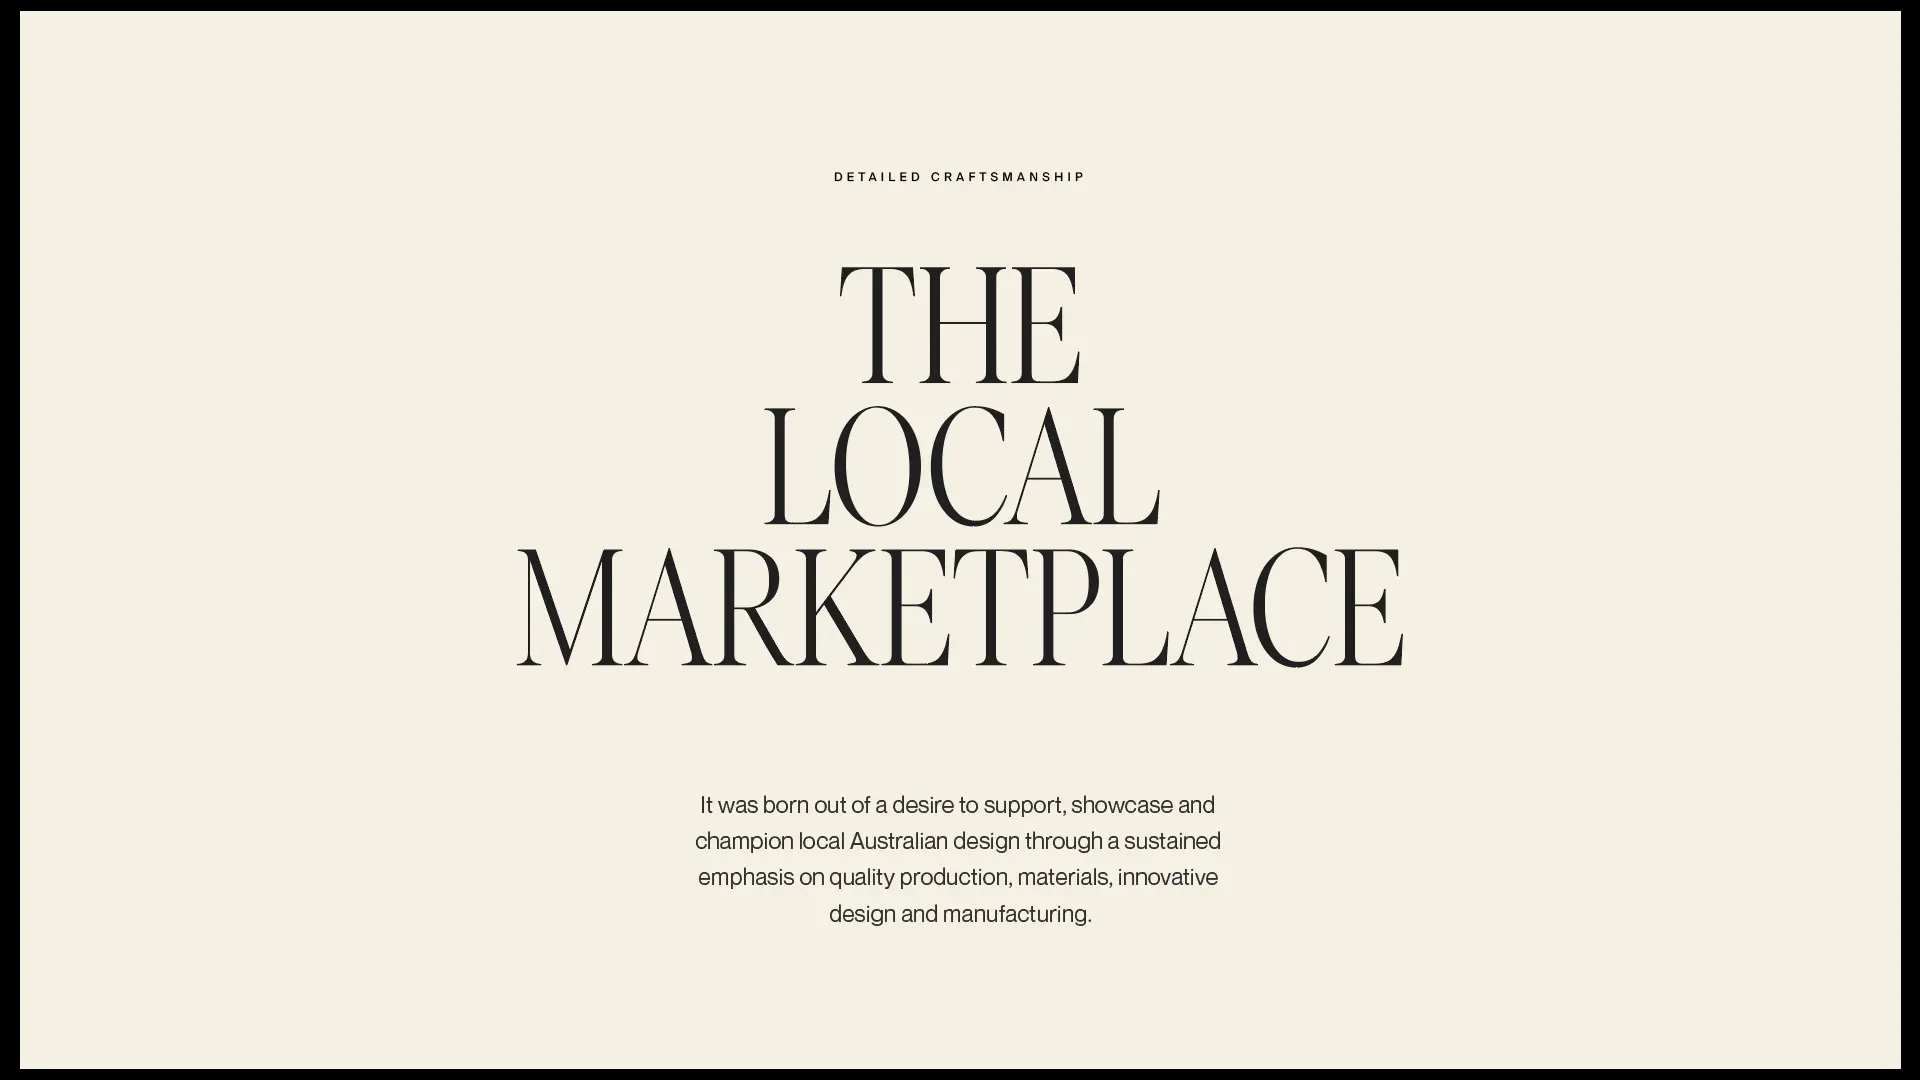 DETAILED CRAFTSMANSHIP
THE
LOCAL
MARKETPLACE
It was born out of a desire to support, showcase and
champion local Australian design through a sustained
emphasis on quality production, materials, innovative
design and manufacturing.